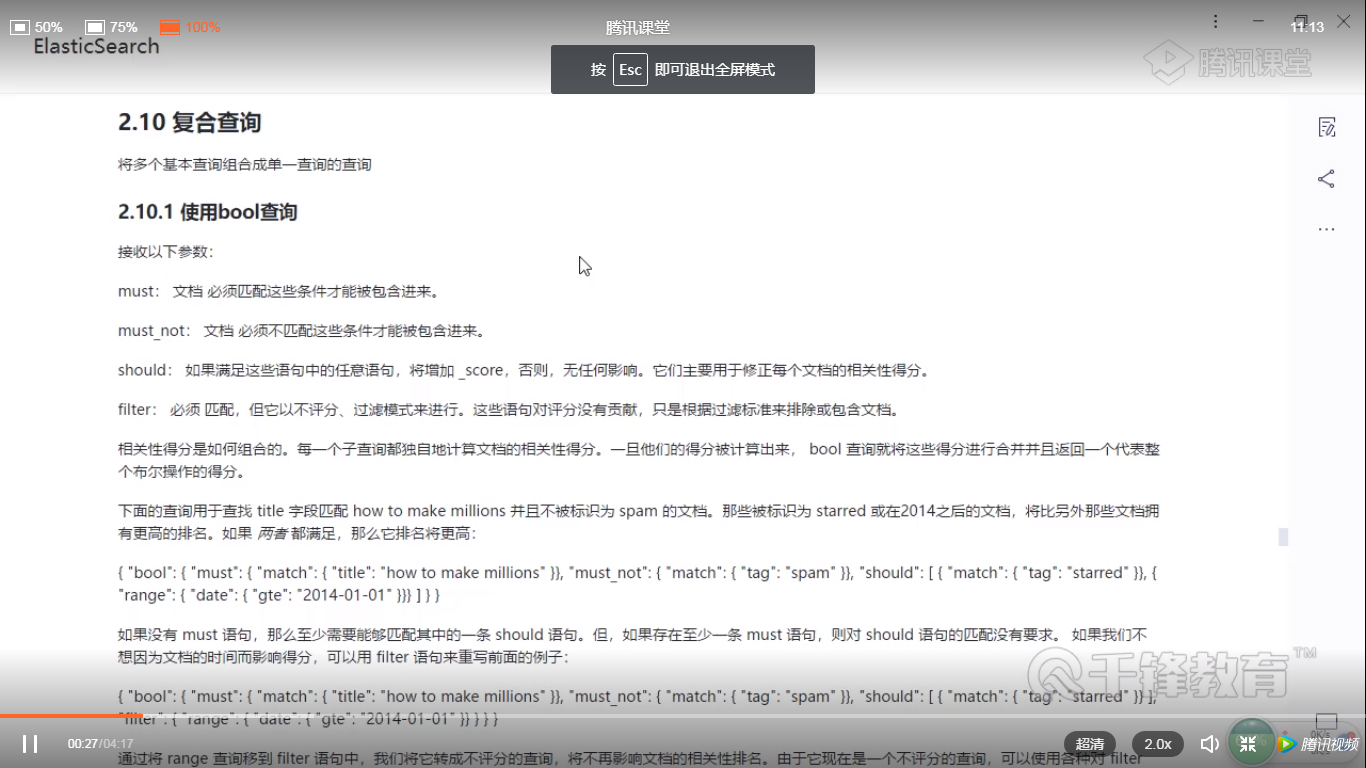 50% 75% 100%
腾讯课堂
11:13
ElasticSearch
按 Esc 即可退出全屏模式
腾讯课堂
2.10 复合查询
将多个基本查询组合成单一查询的查询
2.10.1 使用bool查询
接收以下参数：
must： 文档 必须匹配这些条件才能被包含进来。
must_not： 文档 必须不匹配这些条件才能被包含进来。
should： 如果满足这些语句中的任意语句，将增加 _score，否则，无任何影响。它们主要用于修正每个文档的相关性得分。
filter： 必须 匹配，但它以不评分、过滤模式来进行。这些语句对评分没有贡献，只是根据过滤标准来排除或包含文档。
相关性得分是如何组合的。每一个子查询都独自地计算文档的相关性得分。一旦他们的得分被计算出来， bool 查询就将这些得分进行合并并且返回一个代表整
个布尔操作的得分。
下面的查询用于查找 title 字段匹配 how to make millions 并且不被标识为 spam 的文档。那些被标识为 starred 或在2014之后的文档，将比另外那些文档拥
有更高的排名。如果 两者 都满足，那么它排名将更高：
{ "bool": { "must": { "match": { "title": "how to make millions" }}, "must_not": { "match": { "tag": "spam" }}, "should": [ { "match": { "tag": "starred" }}, {
"range": { "date": { "gte": "2014-01-01" }}} ] } }
如果没有 must 语句，那么至少需要能够匹配其中的一条 should 语句。但，如果存在至少一条 must 语句，则对 should 语句的匹配没有要求。 如果我们不
想因为文档的时间而影响得分，可以用 filter 语句来重写前面的例子：
千锋教育 TM
{ "bool": { "must": { "match": { "title": "how to make millions" }}, "must_not": { "match": { "tag": "spam" }}, "should": [ { "match": { "tag": "starred" }} ],
"filter": { "range": { "date": { "gte": "2014-01-01" }} } } }
00:27/04:17
超清
2.0x
腾讯视频
通过将 range 查询移到 filter 语句中，我们将它转成不评分的查询，将不再影响文档的相关性排名。由于它现在是一个不评分的查询，可以使用各种对 filter